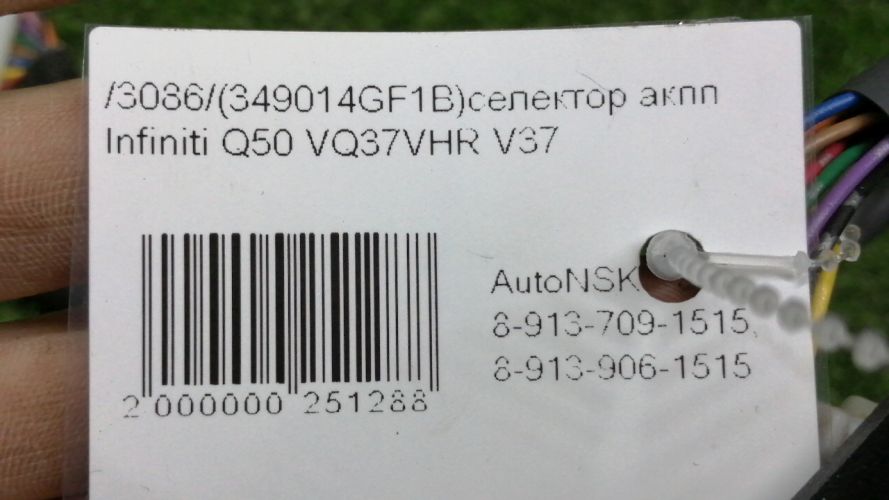 /3086/(349014GF1B)селектор акпп
Infiniti Q50 VQ37VHR V37
AutoNSK
8-913-709-1515,
8-913-906-1515
2 000000 251288